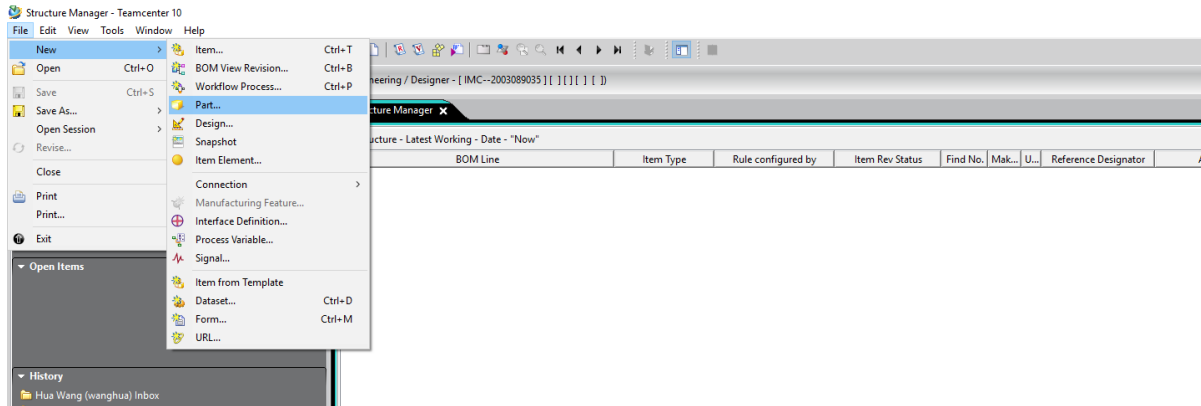 Structure Manager - Teamcenter 10
File Edit View Tools Window Help
New
Open Ctrl+O
Save Ctrl+S
Save As...
Open Session
Revise...
Close
Print
Print...
Exit
Item... Ctrl+T
BOM View Revision... Ctrl+B
Workflow Process... Ctrl+P
Part...
Design...
Snapshot
Item Element...
Connection
Manufacturing Feature...
Interface Definition...
Process Variable...
Signal...
Item from Template
Dataset... Ctrl+D
Form... Ctrl+M
URL...
neering / Designer - [ IMC--2003089035 ] [ ] [ ] [ ] [ ])
cture Manager
ucture - Latest Working - Date - "Now"
BOM Line Item Type Rule configured by Item Rev Status Find No. Mak... U... Reference Designator
Open Items
History
Hua Wang (wanghua) Inbox